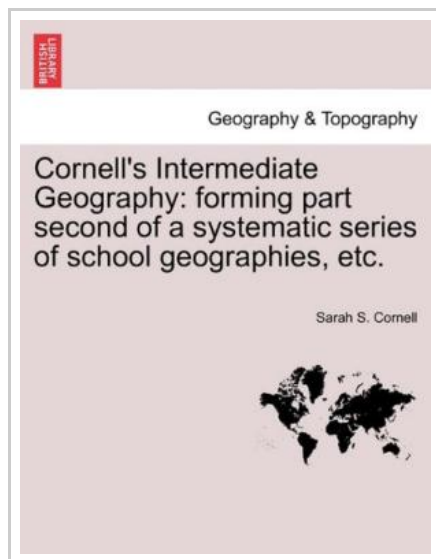 BRITISH
LIBRARY
Geography & Topography
Cornell's Intermediate
Geography: forming part
second of a systematic series
of school geographies, etc.
Sarah S. Cornell